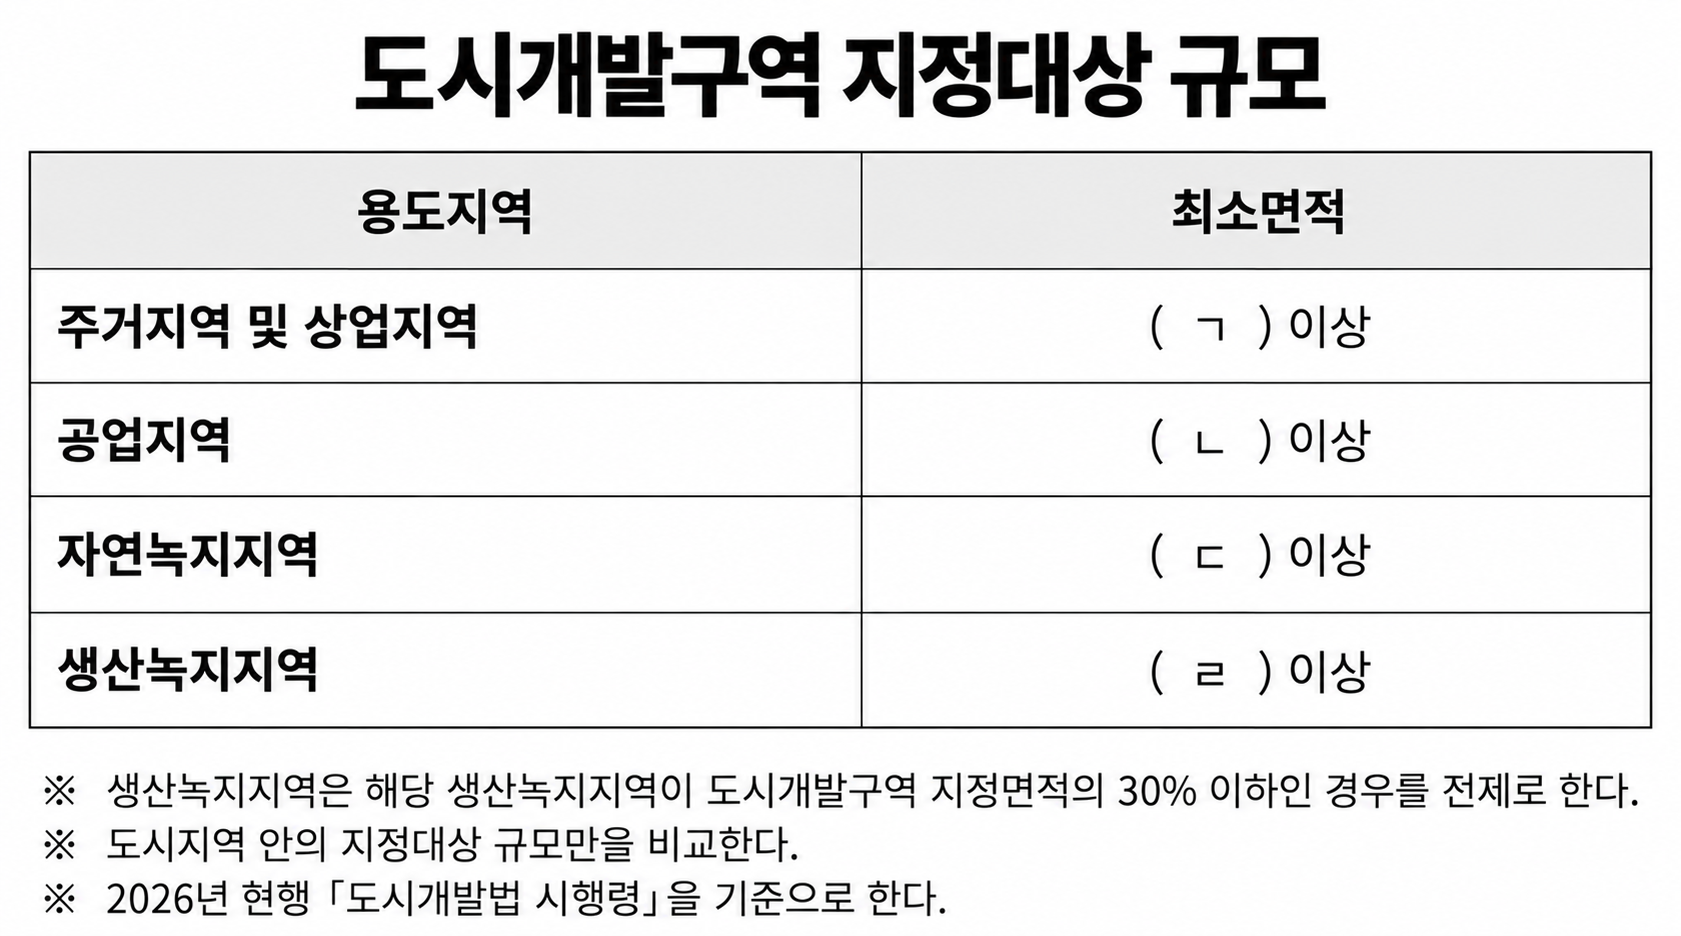 도시개발구역 지정대상 규모
용도지역 최소면적
주거지역 및 상업지역 ( ㄱ ) 이상
공업지역 ( ㄴ ) 이상
자연녹지지역 ( ㄷ ) 이상
생산녹지지역 ( ㄹ ) 이상
※ 생산녹지지역은 해당 생산녹지지역이 도시개발구역 지정면적의 30% 이하인 경우를 전제로 한다.
※ 도시지역 안의 지정대상 규모만을 비교한다.
※ 2026년 현행 「도시개발법 시행령」을 기준으로 한다.